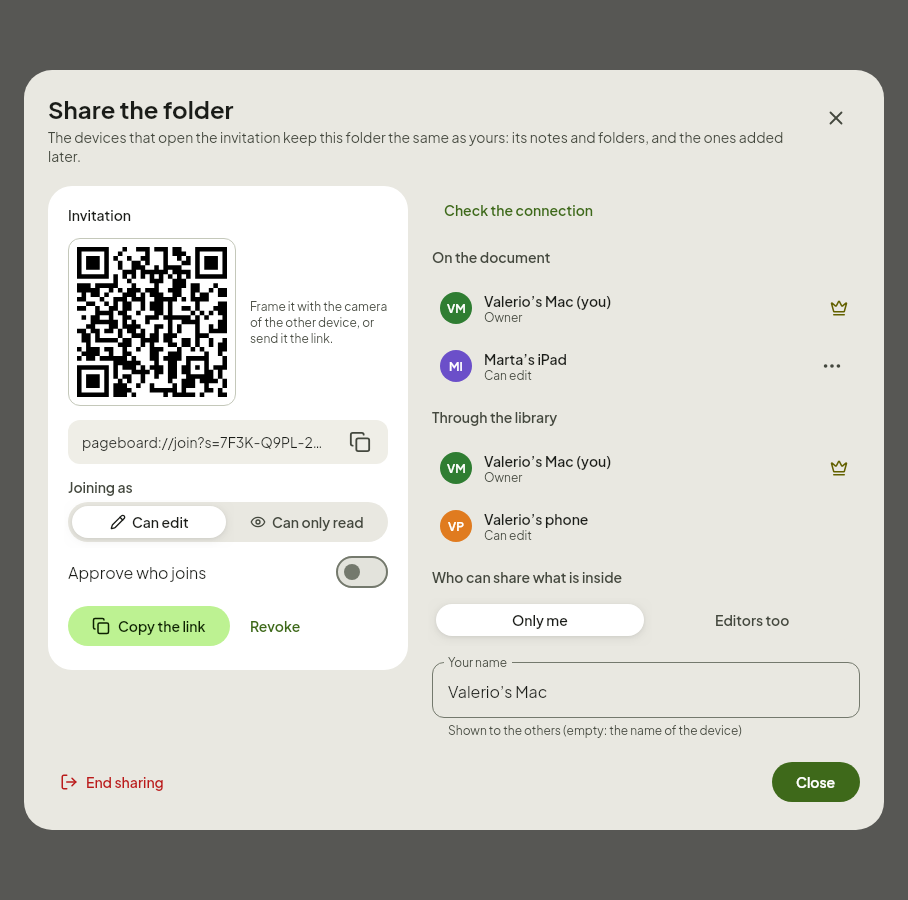 Share the folder
The devices that open the invitation keep this folder the same as yours: its notes and folders, and the ones added
later.
Invitation
Frame it with the camera
of the other device, or
send it the link.
pageboard://join?s=7F3K-Q9PL-2…
Joining as
Can edit
Can only read
Approve who joins
Copy the link
Revoke
Check the connection
On the document
VM
Valerio’s Mac (you)
Owner
MI
Marta’s iPad
Can edit
Through the library
VM
Valerio’s Mac (you)
Owner
VP
Valerio’s phone
Can edit
Who can share what is inside
Only me
Editors too
Your name
Valerio’s Mac
Shown to the others (empty: the name of the device)
End sharing
Close